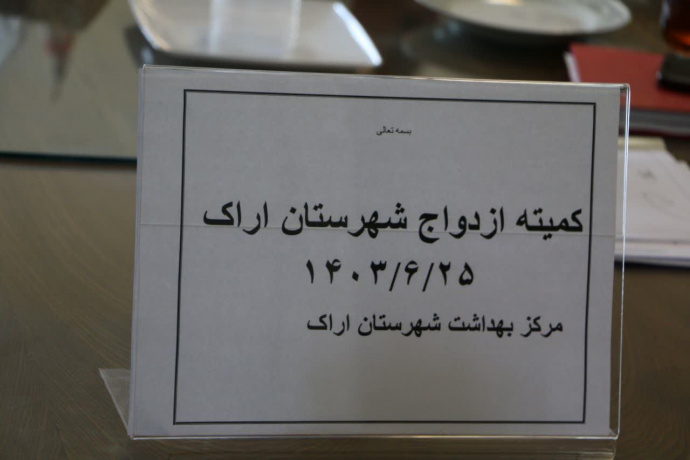 بسمه تعالی
کمیته ازدواج شهرستان اراک
۱۴۰۳/۶/۲۵
مرکز بهداشت شهرستان اراک